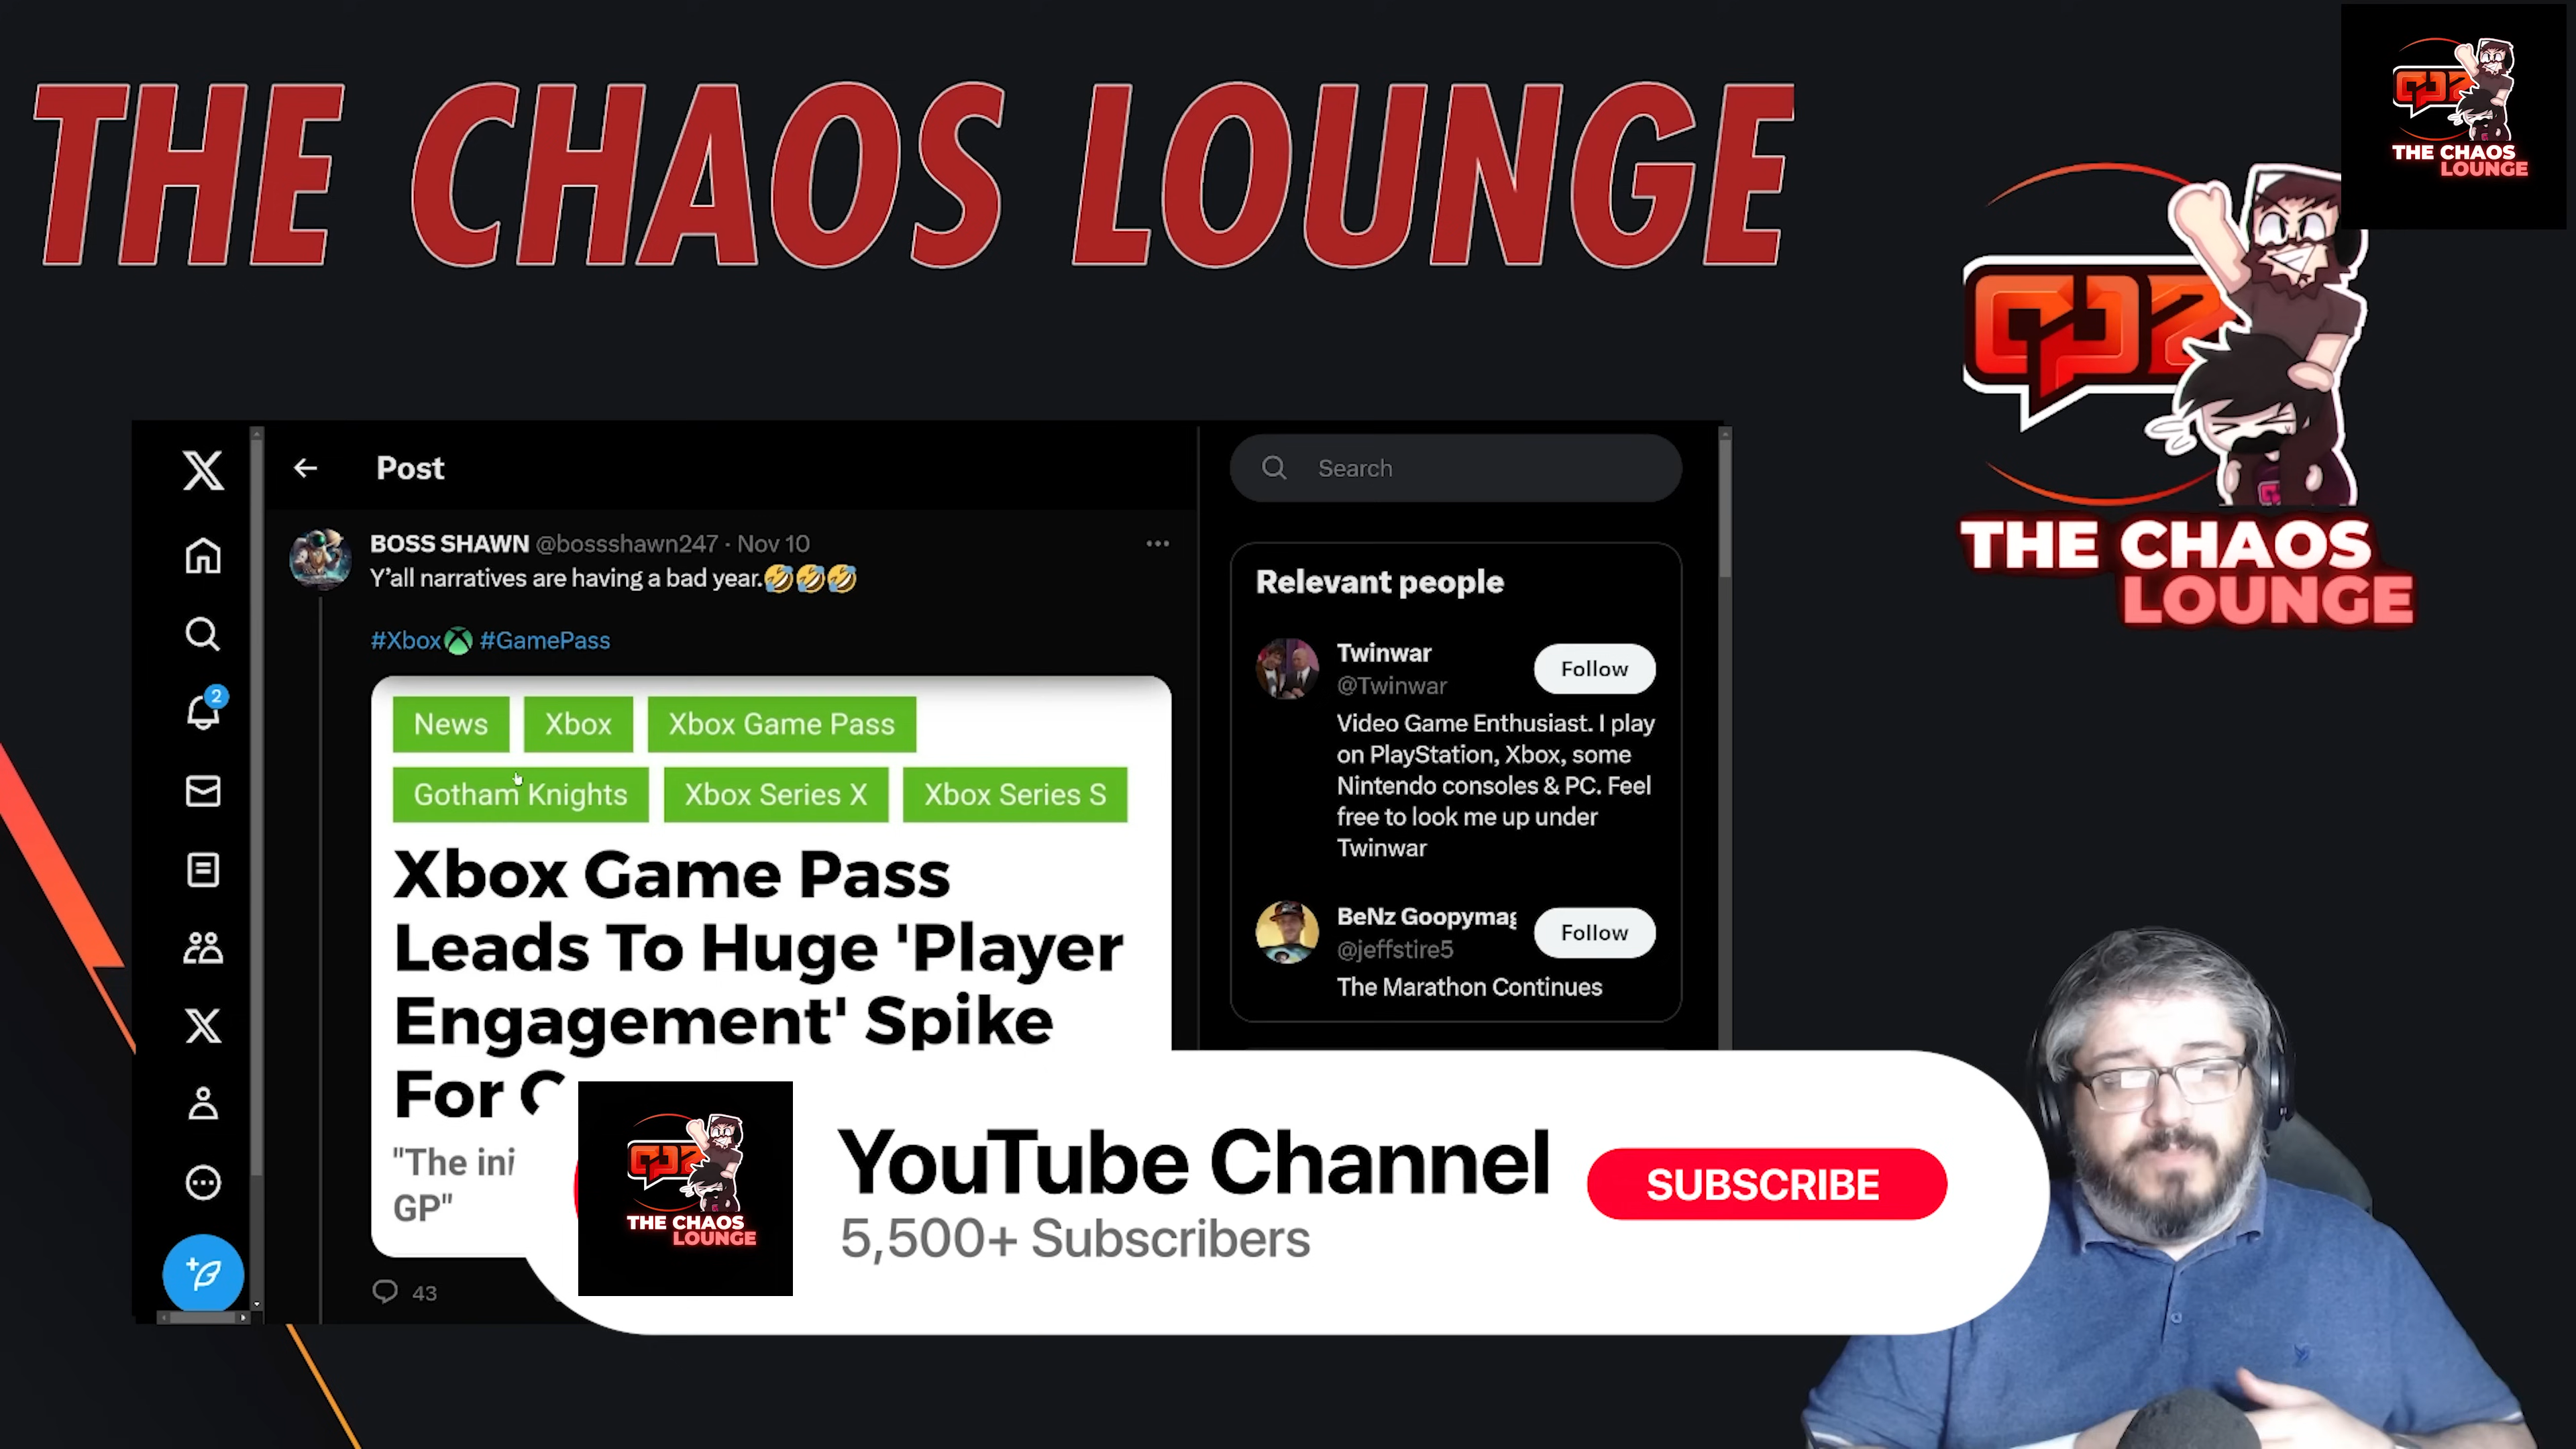 THE CHAOS LOUNGE
THE CHAOS
LOUNGE
THE CHAOS
LOUNGE
Post
BOSS SHAWN @bossshawn247 · Nov 10
Y'all narratives are having a bad year.🤣🤣🤣
#Xbox #GamePass
News Xbox Xbox Game Pass
Gotham Knights Xbox Series X Xbox Series S
Xbox Game Pass
Leads To Huge 'Player
Engagement' Spike
For
"The
GP"
43
2
Search
Relevant people
Twinwar
@Twinwar
Follow
Video Game Enthusiast. I play
on PlayStation, Xbox, some
Nintendo consoles & PC. Feel
free to look me up under
Twinwar
BeNz Goopymag
@jeffstire5
Follow
The Marathon Continues
THE CHAOS
LOUNGE
YouTube Channel
5,500+ Subscribers
SUBSCRIBE